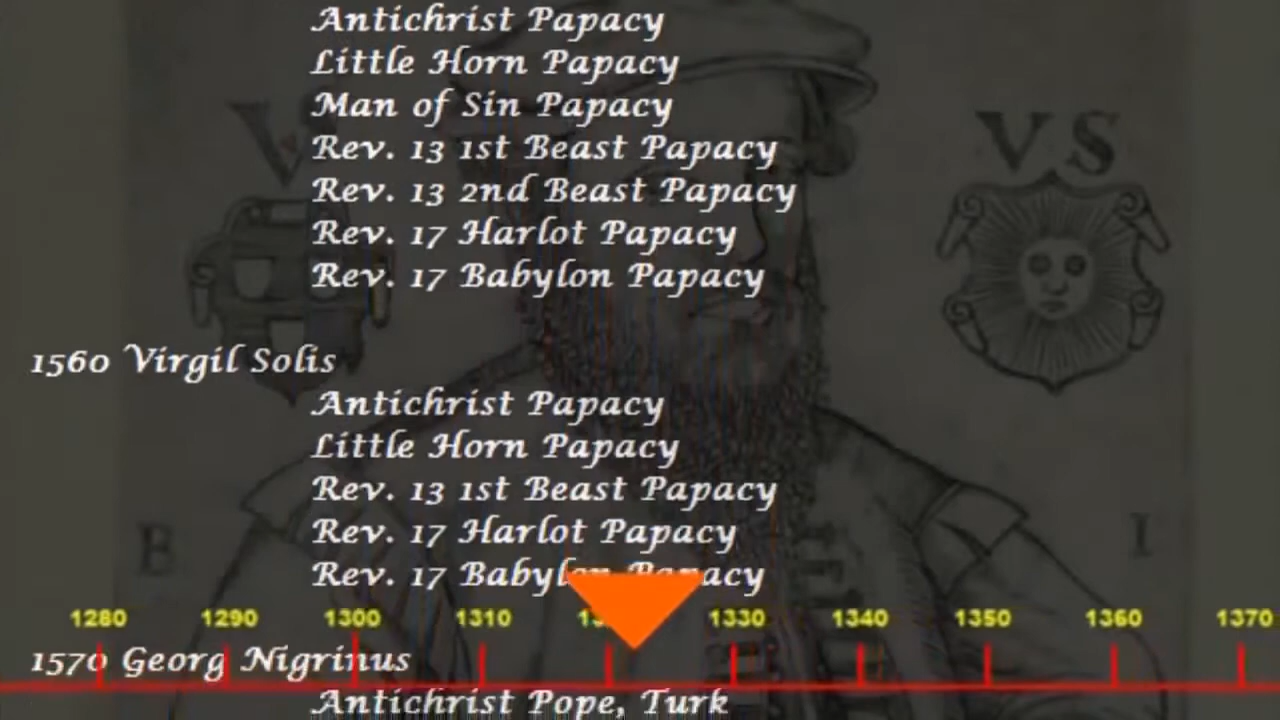 Antichrist Papacy
Little Horn Papacy
Man of Sin Papacy
Rev. 13 1st Beast Papacy
Rev. 13 2nd Beast Papacy
Rev. 17 Harlot Papacy
Rev. 17 Babylon Papacy
V VS
1560 Virgil Solis
Antichrist Papacy
Little Horn Papacy
Rev. 13 1st Beast Papacy
Rev. 17 Harlot Papacy
B I
Rev. 17 Babylon Papacy
1280 1290 1300 1310 1330 1340 1350 1360 1370
1570 Georg Nigrinus
Antichrist Pope, Turk